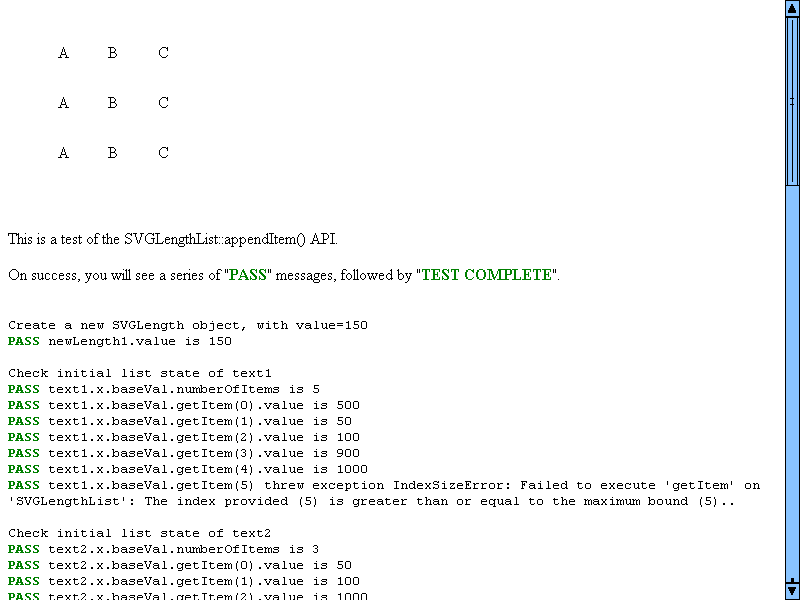 A B C
A B C
A B C
This is a test of the SVGLengthList::appendItem() API.
On success, you will see a series of "PASS" messages, followed by "TEST COMPLETE".
Create a new SVGLength object, with value=150
PASS newLength1.value is 150
Check initial list state of text1
PASS text1.x.baseVal.numberOfItems is 5
PASS text1.x.baseVal.getItem(0).value is 500
PASS text1.x.baseVal.getItem(1).value is 50
PASS text1.x.baseVal.getItem(2).value is 100
PASS text1.x.baseVal.getItem(3).value is 900
PASS text1.x.baseVal.getItem(4).value is 1000
PASS text1.x.baseVal.getItem(5) threw exception IndexSizeError: Failed to execute 'getItem' on
'SVGLengthList': The index provided (5) is greater than or equal to the maximum bound (5)..
Check initial list state of text2
PASS text2.x.baseVal.numberOfItems is 3
PASS text2.x.baseVal.getItem(0).value is 50
PASS text2.x.baseVal.getItem(1).value is 100
PASS text2.x.baseVal.getItem(2).value is 1000